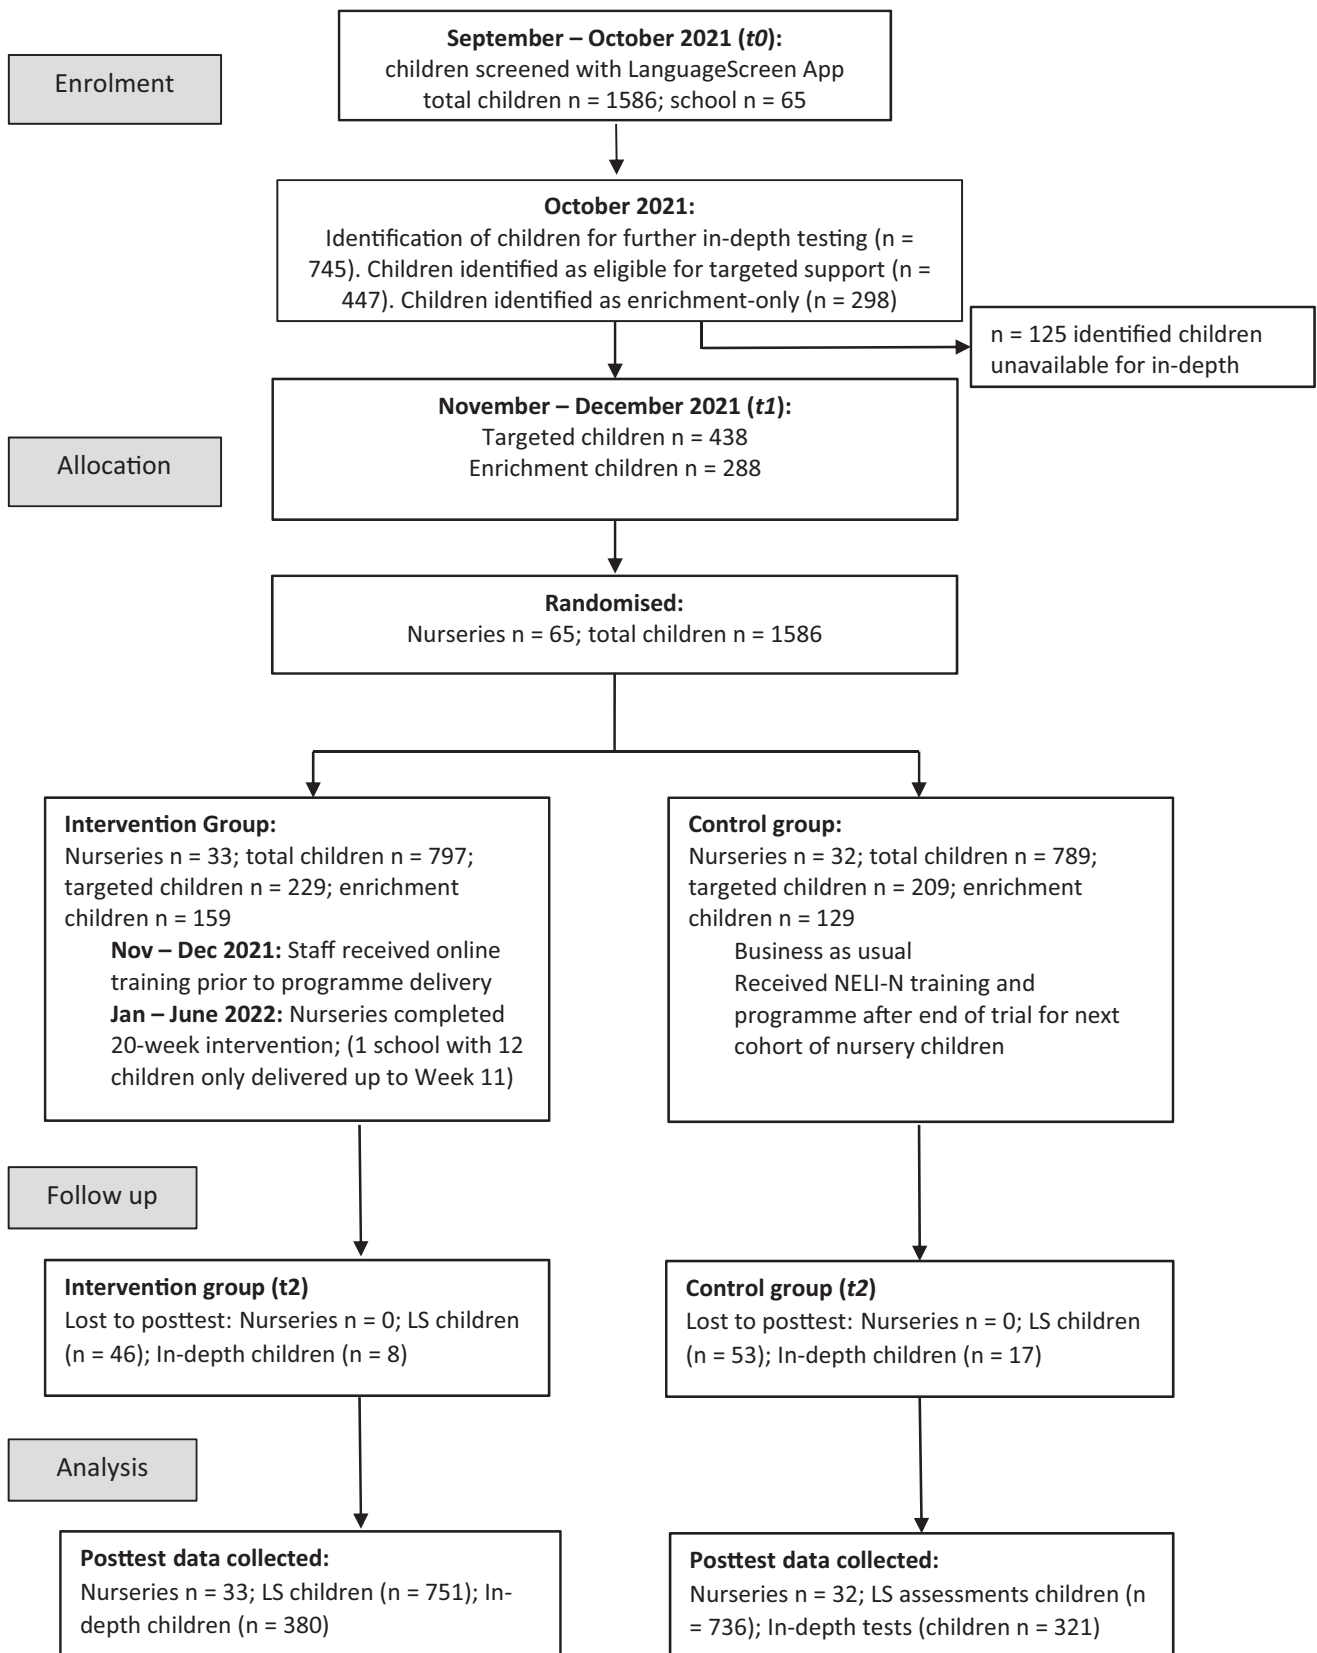 Enrolment
September – October 2021 (t0):
children screened with LanguageScreen App
total children n = 1586; school n = 65
October 2021:
Identification of children for further in-depth testing (n =
745). Children identified as eligible for targeted support (n =
447). Children identified as enrichment-only (n = 298)
n = 125 identified children
unavailable for in-depth
Allocation
November – December 2021 (t1):
Targeted children n = 438
Enrichment children n = 288
Randomised:
Nurseries n = 65; total children n = 1586
Intervention Group:
Nurseries n = 33; total children n = 797;
targeted children n = 229; enrichment
children n = 159
Nov – Dec 2021: Staff received online
training prior to programme delivery
Jan – June 2022: Nurseries completed
20-week intervention; (1 school with 12
children only delivered up to Week 11)
Control group:
Nurseries n = 32; total children n = 789;
targeted children n = 209; enrichment
children n = 129
Business as usual
Received NELI-N training and
programme after end of trial for next
cohort of nursery children
Follow up
Intervention group (t2)
Lost to posttest: Nurseries n = 0; LS children
(n = 46); In-depth children (n = 8)
Control group (t2)
Lost to posttest: Nurseries n = 0; LS children
(n = 53); In-depth children (n = 17)
Analysis
Posttest data collected:
Nurseries n = 33; LS children (n = 751); In-
depth children (n = 380)
Posttest data collected:
Nurseries n = 32; LS assessments children (n
= 736); In-depth tests (children n = 321)